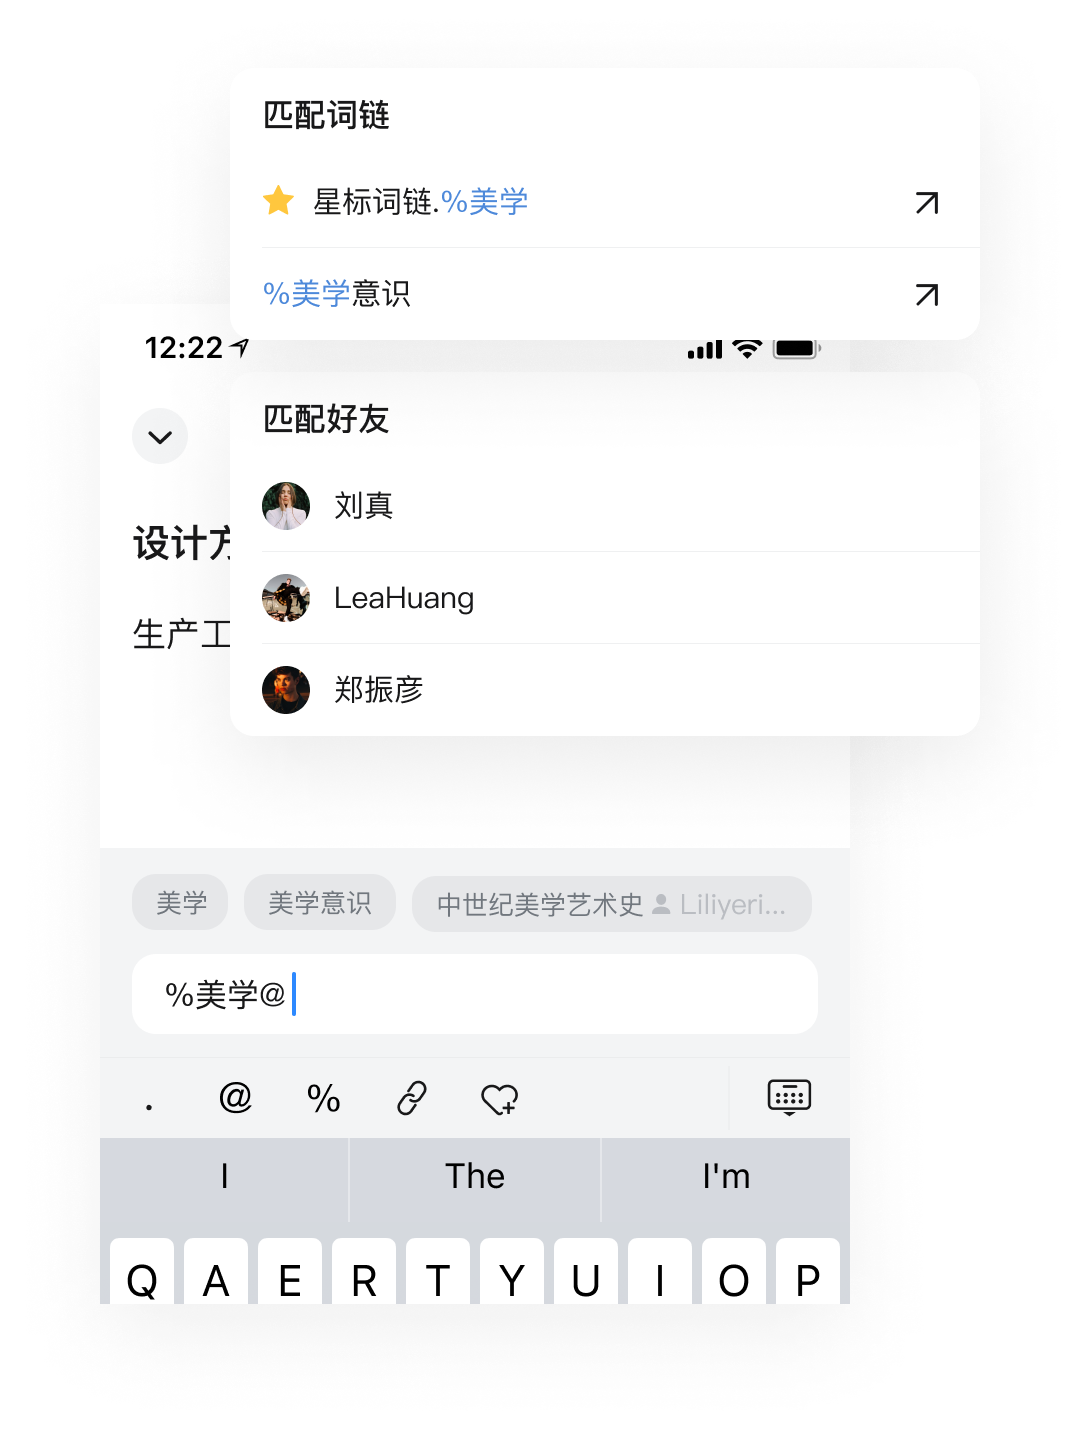 匹配词链
星标词链.%美学
%美学意识
12:22
匹配好友
刘真
设计方
LeaHuang
生产工
郑振彦
美学 美学意识 中世纪美学艺术史 Liliyeri...
%美学@
. @ %
I The I'm
Q A E R T Y U I O P